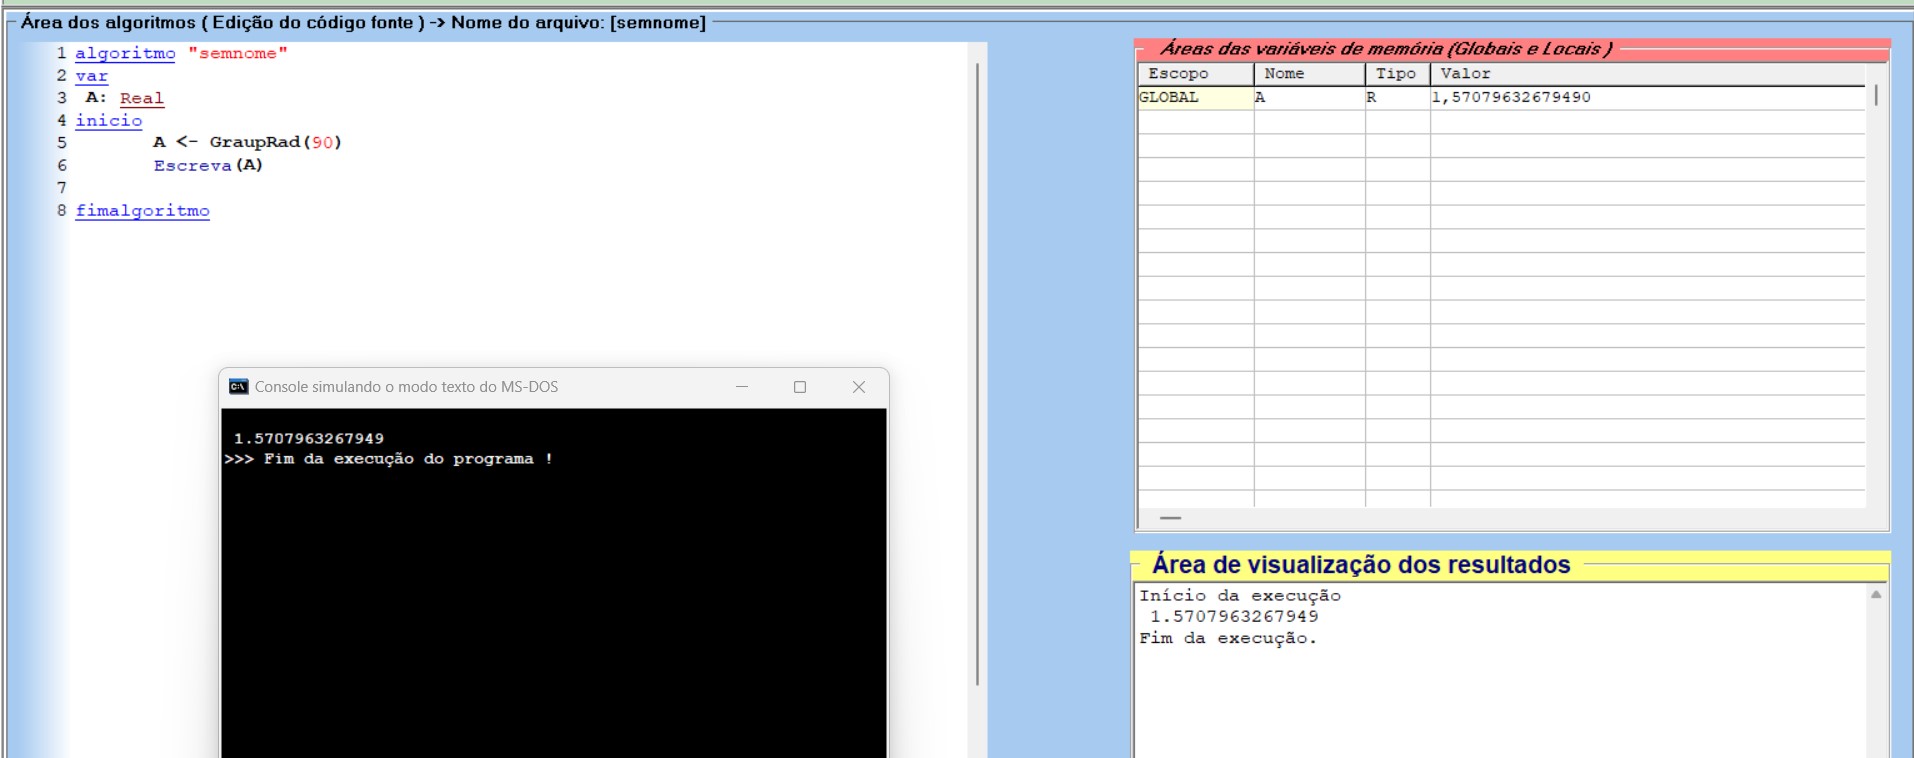 Área dos algoritmos ( Edição do código fonte ) -> Nome do arquivo: [semnome]
1 algoritmo "semnome"
2 var
3 A: Real
4 inicio
5 A <- GraupRad(90)
6 Escreva(A)
7
8 fimalgoritmo
Console simulando o modo texto do MS-DOS
1.5707963267949
>>> Fim da execução do programa !
Áreas das variáveis de memória (Globais e Locais )
Escopo Nome Tipo Valor
GLOBAL A R 1,57079632679490
Área de visualização dos resultados
Início da execução
1.5707963267949
Fim da execução.